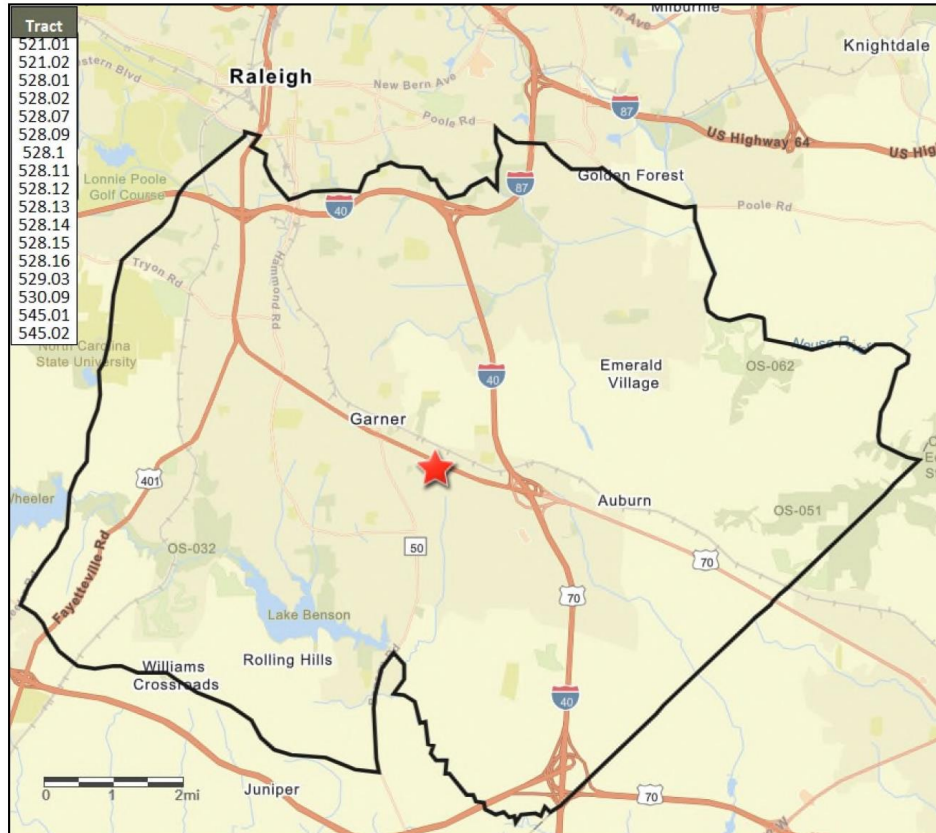 Tract
521.01
521.02
528.01
528.02
528.07
528.09
528.1
528.11
528.12
528.13
528.14
528.15
528.16
529.03
530.09
545.01
545.02
Milburnie
Knightdale
Raleigh
Blvd
New Bern Ave
Poole Rd
87
US Highway 64
US
Lonnie Poole
Golf Course
40
87
Golden Forest
Poole Rd
Tryon Rd
Hammond Rd
North Carolina
State University
40
Emerald
Village
Neuse River
OS-062
Garner
401
Wheeler
Auburn
OS-051
Fayetteville Rd
OS-032
50
70
70
Lake Benson
Rd
Williams
Crossroads
Rolling Hills
40
0 1 2mi
Juniper
70